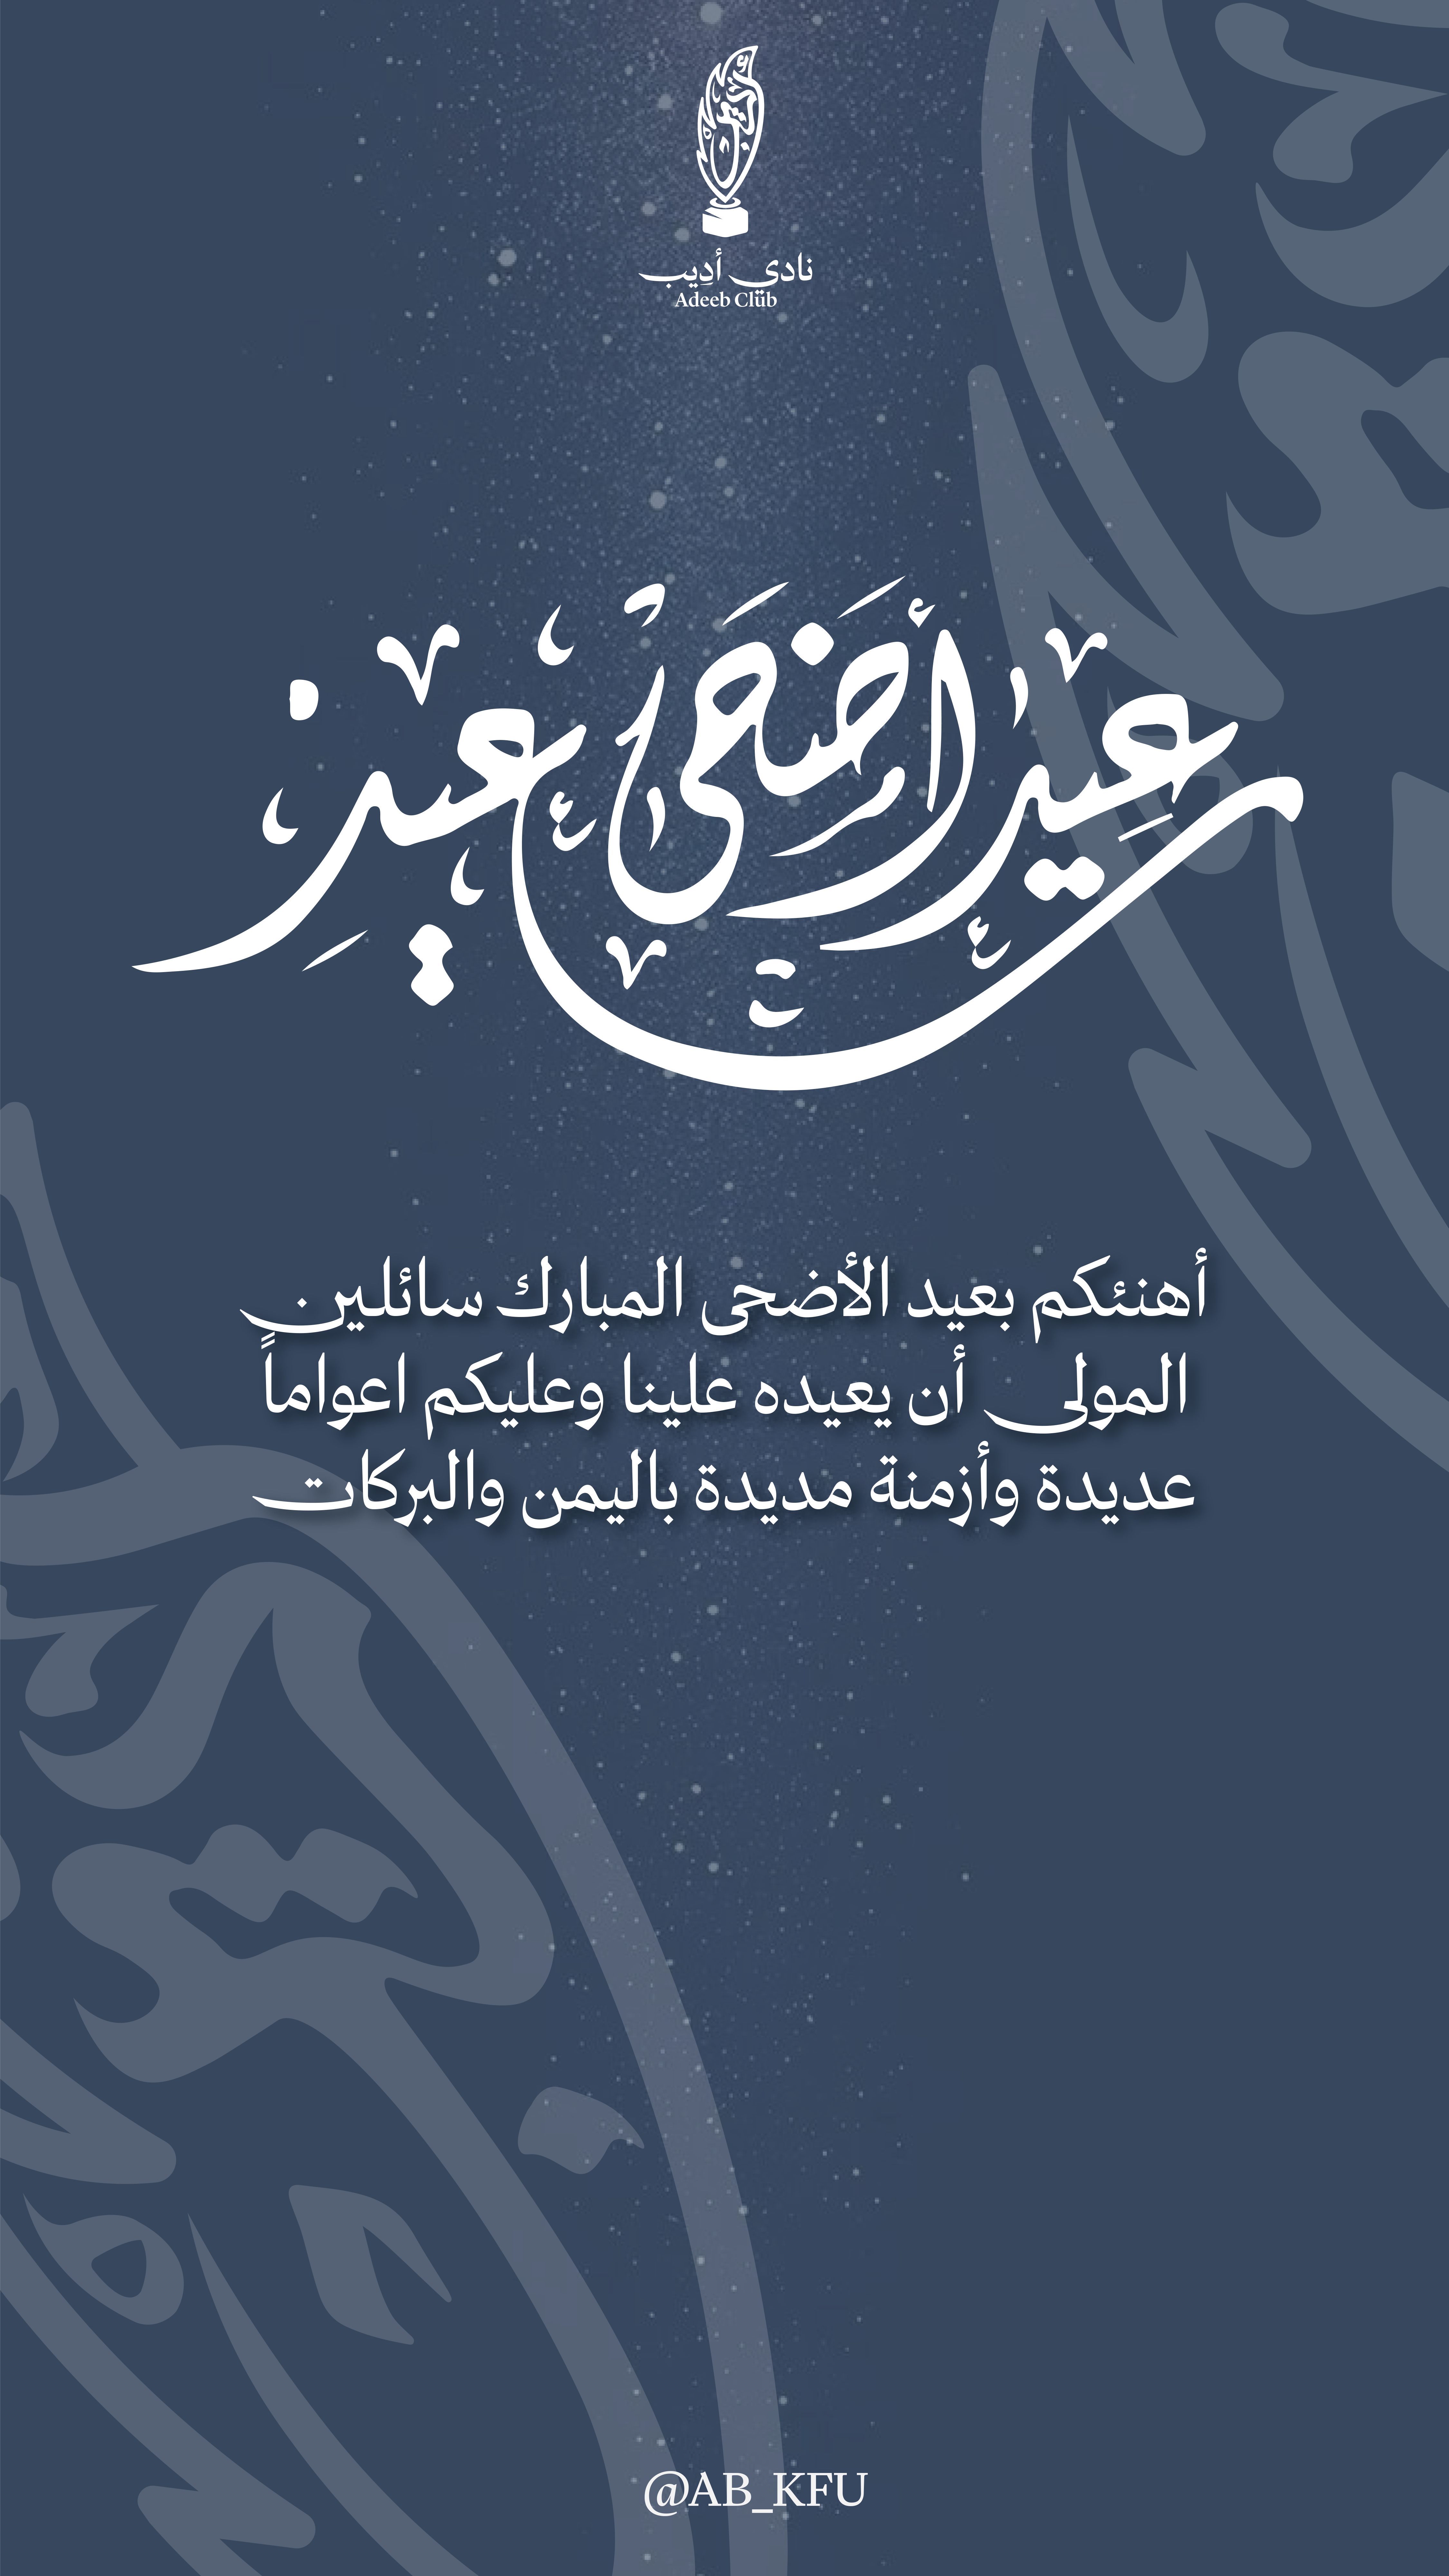 نادي أديب
Adeeb Club
عيد أضحى سعيد
أهنئكم بعيد الأضحى المبارك سائلين
المولى أن يعيده علينا وعليكم اعواماً
عديدة وأزمنة مديدة باليمن والبركات
@AB_KFU